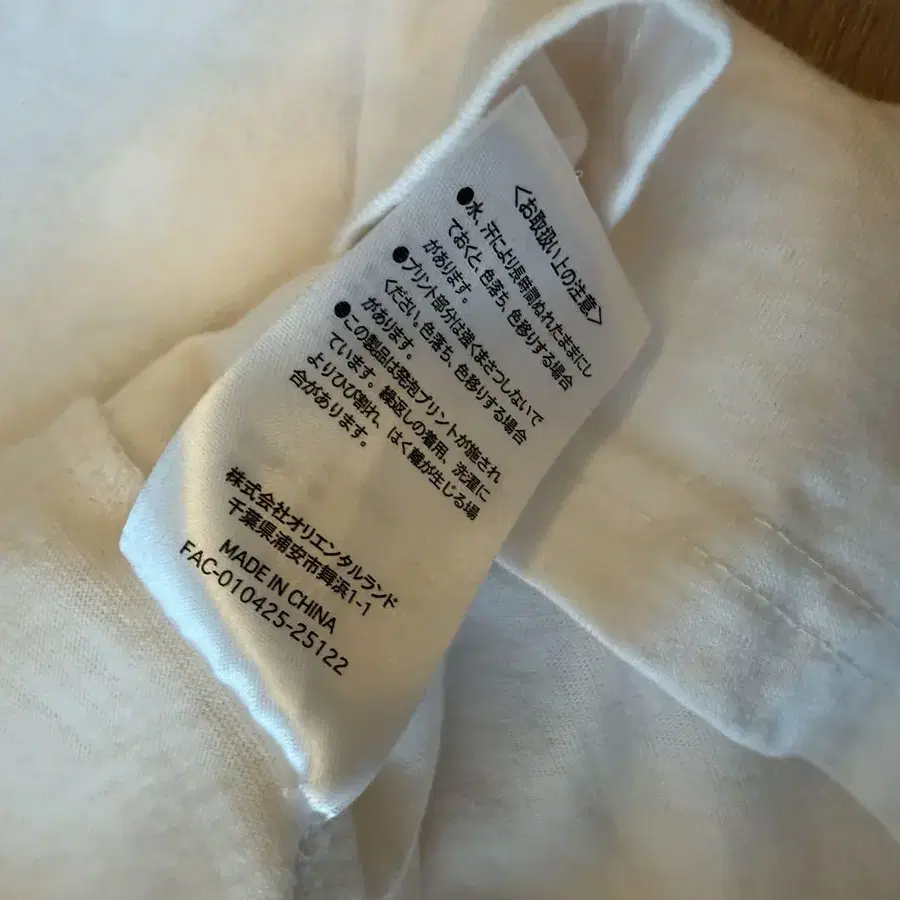 〈お取扱い上の注意〉
●水、汗により長時間ぬれたままにし
ておくと、色落ち、色移りする場合
があります。
●プリント部分は強くまさつしないで
ください。色落ち、色移りする場合
があります。
●この製品は発泡プリントが施され
ています。繰返しの着用、洗濯に
よりひび割れ、はく離が生じる場
合があります。
株式会社オリエンタルランド
千葉県浦安市舞浜1-1
MADE IN CHINA
FAC-010425-25122